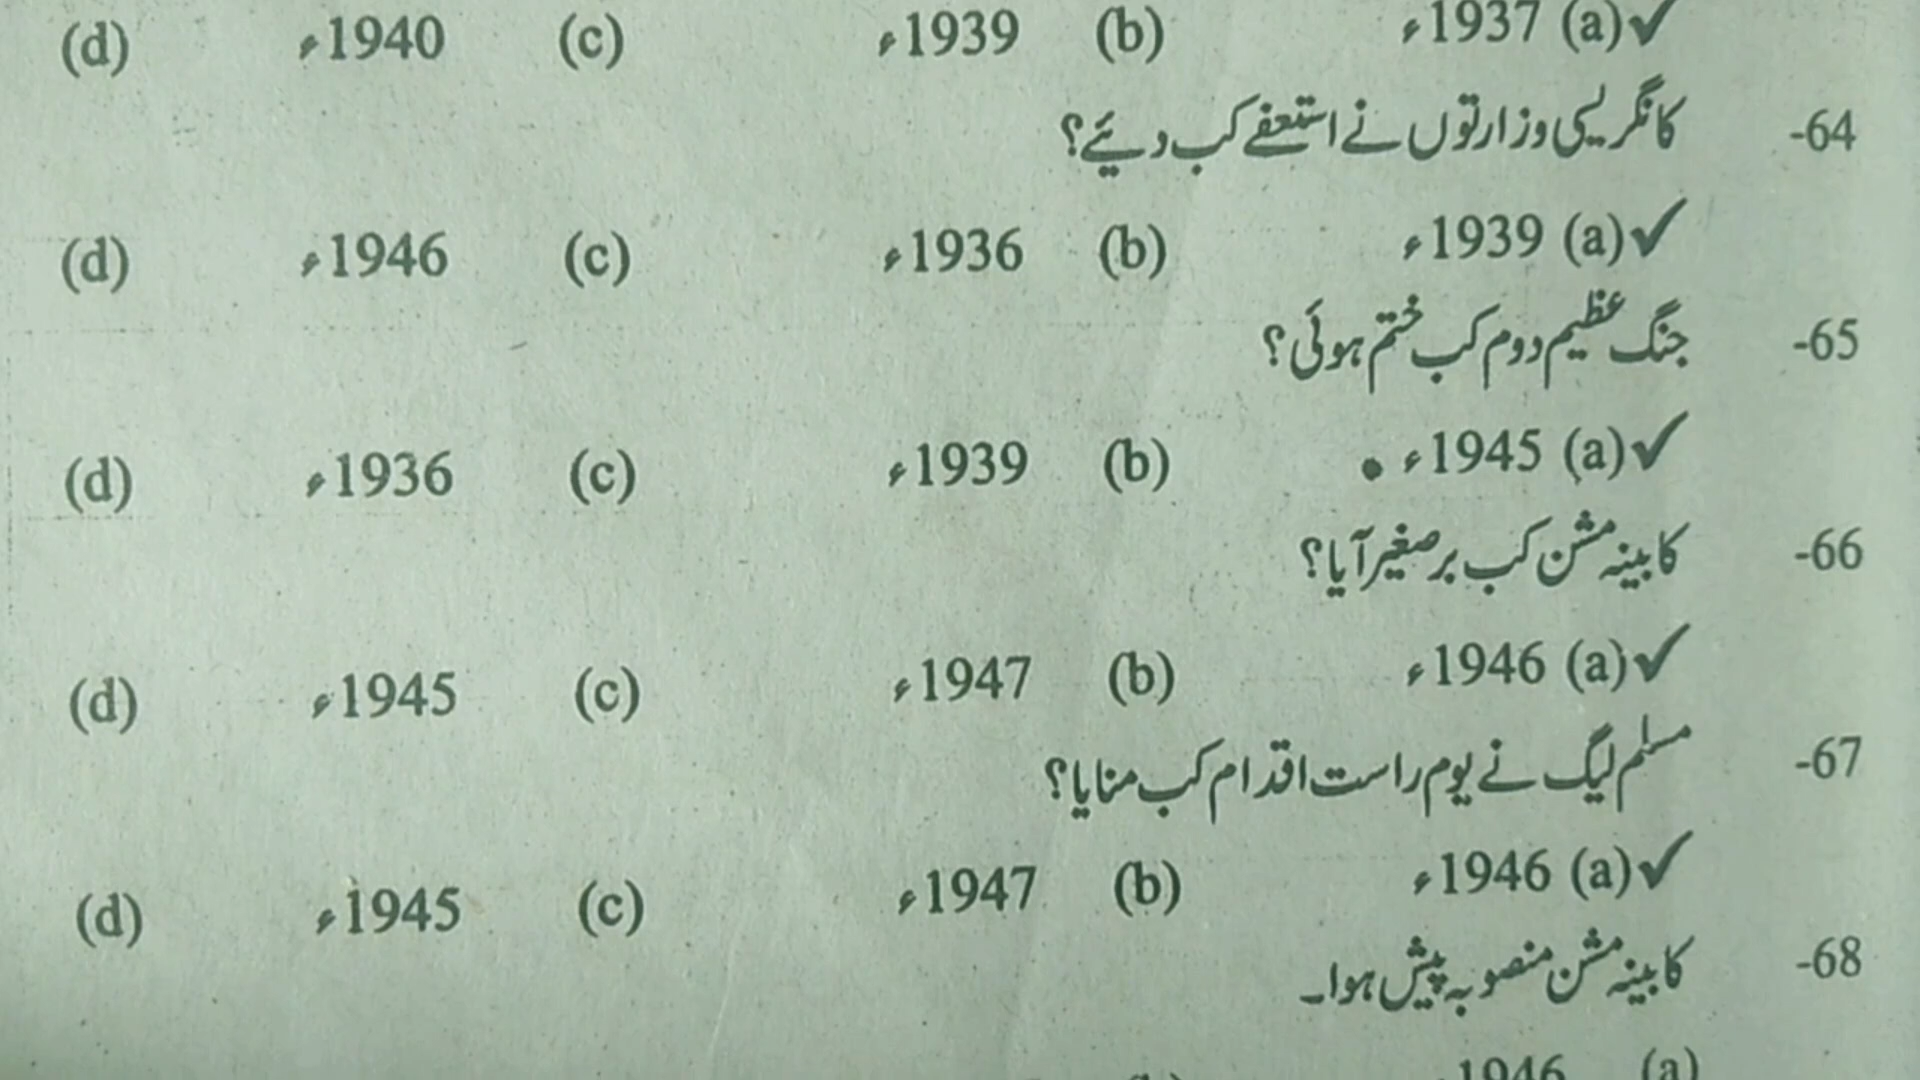 ✓(a) 1937ء (b) 1939ء (c) 1940ء (d)
64- کانگریسی وزارتوں نے استعفے کب دیئے؟
✓(a) 1939ء (b) 1936ء (c) 1946ء (d)
65- جنگ عظیم دوم کب ختم ہوئی؟
✓(a) 1945ء (b) 1939ء (c) 1936ء (d)
66- کابینہ مشن کب برصغیر آیا؟
✓(a) 1946ء (b) 1947ء (c) 1945ء (d)
67- مسلم لیگ نے یوم راست اقدام کب منایا؟
✓(a) 1946ء (b) 1947ء (c) 1945ء (d)
68- کابینہ مشن منصوبہ پیش ہوا۔
(a) 1946